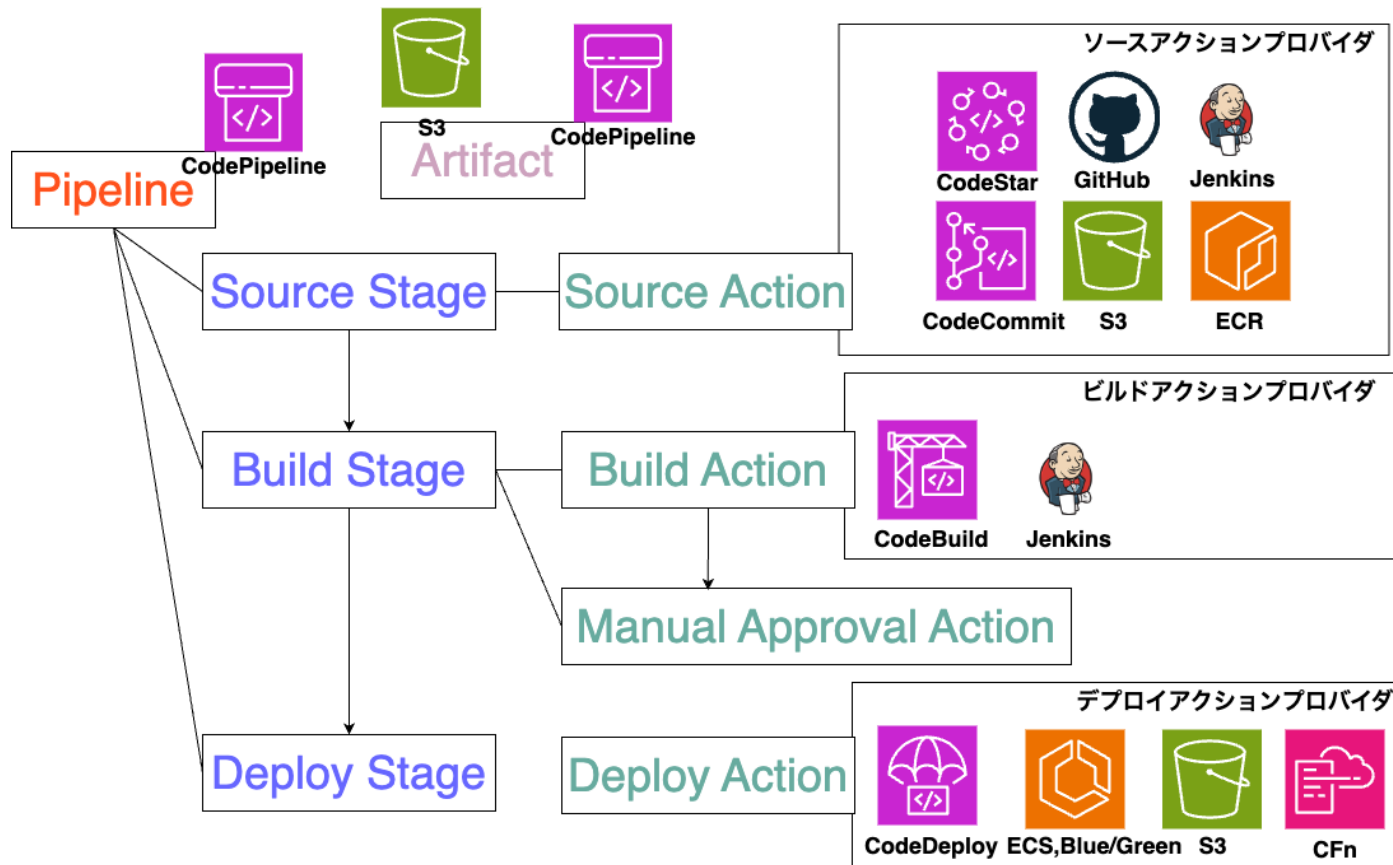 ソースアクションプロバイダ
S3
CodePipeline
CodePipeline
Artifact
Pipeline
CodeStar
GitHub
Jenkins
Source Stage
Source Action
CodeCommit
S3
ECR
ビルドアクションプロバイダ
Build Stage
Build Action
CodeBuild
Jenkins
Manual Approval Action
デプロイアクションプロバイダ
Deploy Stage
Deploy Action
CodeDeploy
ECS,Blue/Green
S3
CFn